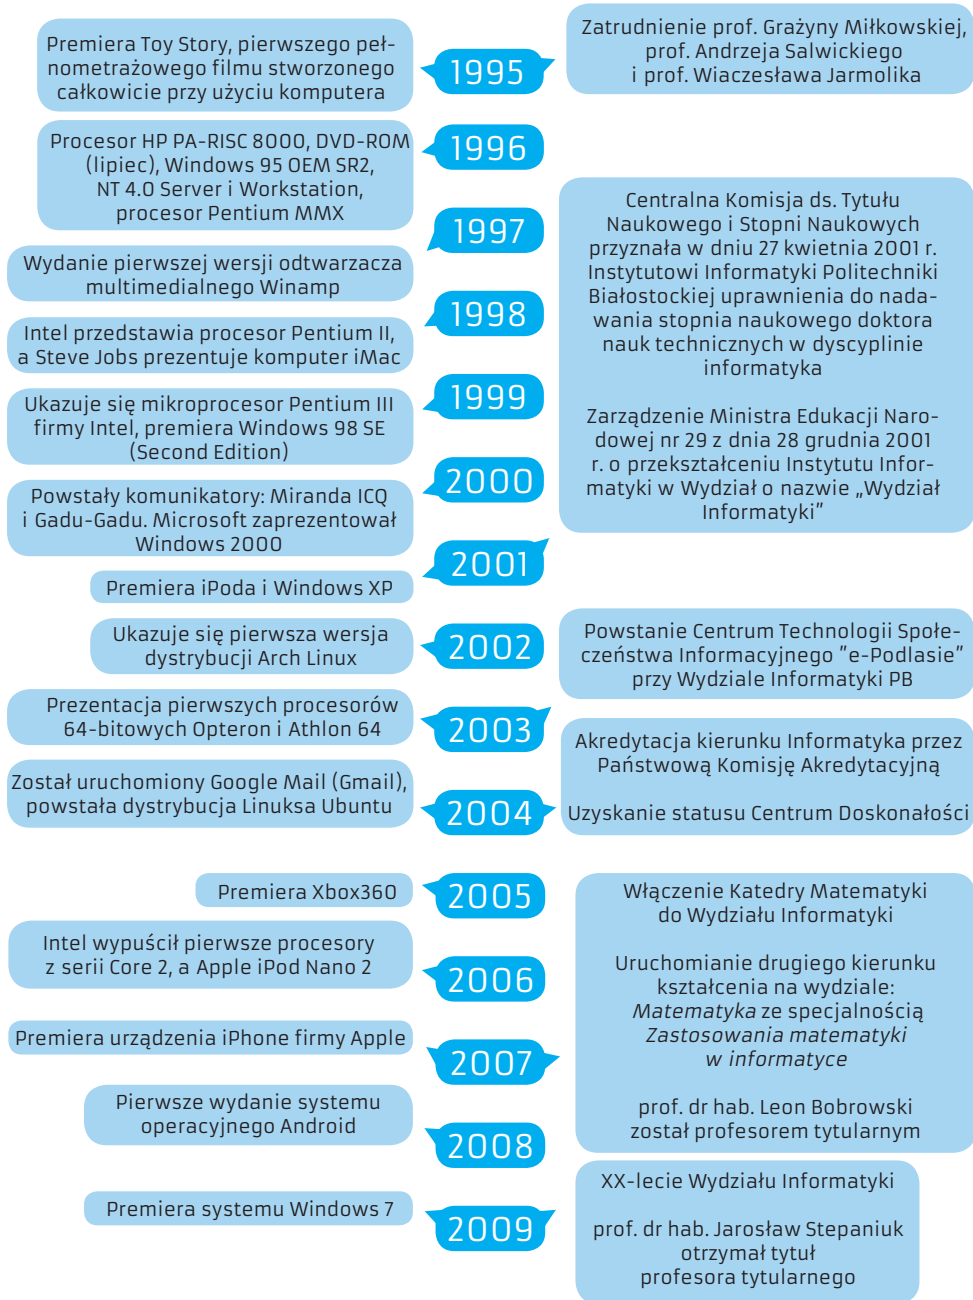 Premiera Toy Story, pierwszego peł-
nometrażowego filmu stworzonego
całkowicie przy użyciu komputera
1995
Zatrudnienie prof. Grażyny Miłkowskiej,
prof. Andrzeja Salwickiego
i prof. Wiaczesława Jarmolika
Procesor HP PA-RISC 8000, DVD-ROM
(lipiec), Windows 95 OEM SR2,
NT 4.0 Server i Workstation,
procesor Pentium MMX
1996
1997
Wydanie pierwszej wersji odtwarzacza
multimedialnego Winamp
1998
Intel przedstawia procesor Pentium II,
a Steve Jobs prezentuje komputer iMac
1999
Ukazuje się mikroprocesor Pentium III
firmy Intel, premiera Windows 98 SE
(Second Edition)
2000
Powstały komunikatory: Miranda ICQ
i Gadu-Gadu. Microsoft zaprezentował
Windows 2000
2001
Premiera iPoda i Windows XP
Centralna Komisja ds. Tytułu
Naukowego i Stopni Naukowych
przyznała w dniu 27 kwietnia 2001 r.
Instytutowi Informatyki Politechniki
Białostockiej uprawnienia do nada-
wania stopnia naukowego doktora
nauk technicznych w dyscyplinie
informatyka
Zarządzenie Ministra Edukacji Naro-
dowej nr 29 z dnia 28 grudnia 2001
r. o przekształceniu Instytutu Infor-
matyki w Wydział o nazwie „Wydział
Informatyki”
Ukazuje się pierwsza wersja
dystrybucji Arch Linux
2002
Prezentacja pierwszych procesorów
64-bitowych Opteron i Athlon 64
2003
Powstanie Centrum Technologii Społe-
czeństwa Informacyjnego ”e-Podlasie”
przy Wydziale Informatyki PB
Został uruchomiony Google Mail (Gmail),
powstała dystrybucja Linuksa Ubuntu
2004
Akredytacja kierunku Informatyka przez
Państwową Komisję Akredytacyjną
Uzyskanie statusu Centrum Doskonałości
Premiera Xbox360
2005
Intel wypuścił pierwsze procesory
z serii Core 2, a Apple iPod Nano 2
2006
Premiera urządzenia iPhone firmy Apple
2007
Włączenie Katedry Matematyki
do Wydziału Informatyki
Uruchomianie drugiego kierunku
kształcenia na wydziale:
Matematyka ze specjalnością
Zastosowania matematyki
w informatyce
prof. dr hab. Leon Bobrowski
został profesorem tytularnym
Pierwsze wydanie systemu
operacyjnego Android
2008
Premiera systemu Windows 7
2009
XX-lecie Wydziału Informatyki
prof. dr hab. Jarosław Stepaniuk
otrzymał tytuł
profesora tytularnego